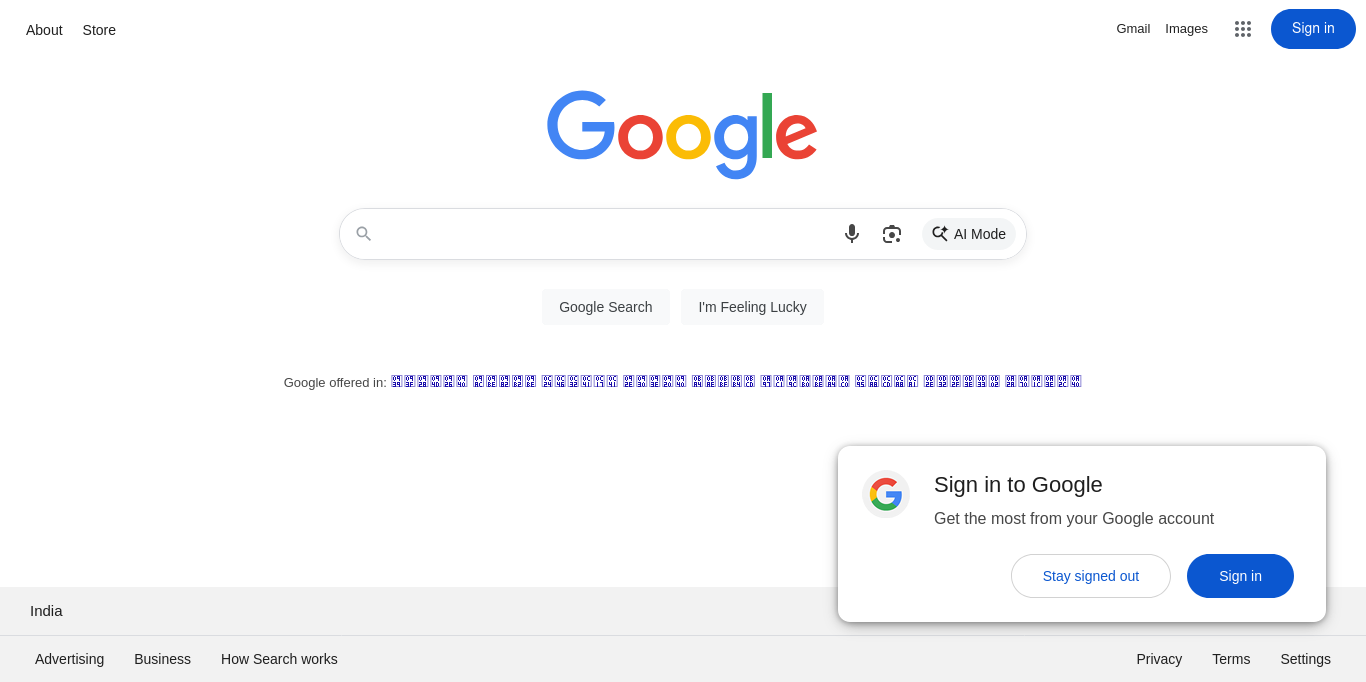 About Store
Gmail Images Sign in
Google
AI Mode
Google Search I'm Feeling Lucky
Google offered in:
Sign in to Google
Get the most from your Google account
Stay signed out Sign in
India
Advertising Business How Search works
Privacy Terms Settings